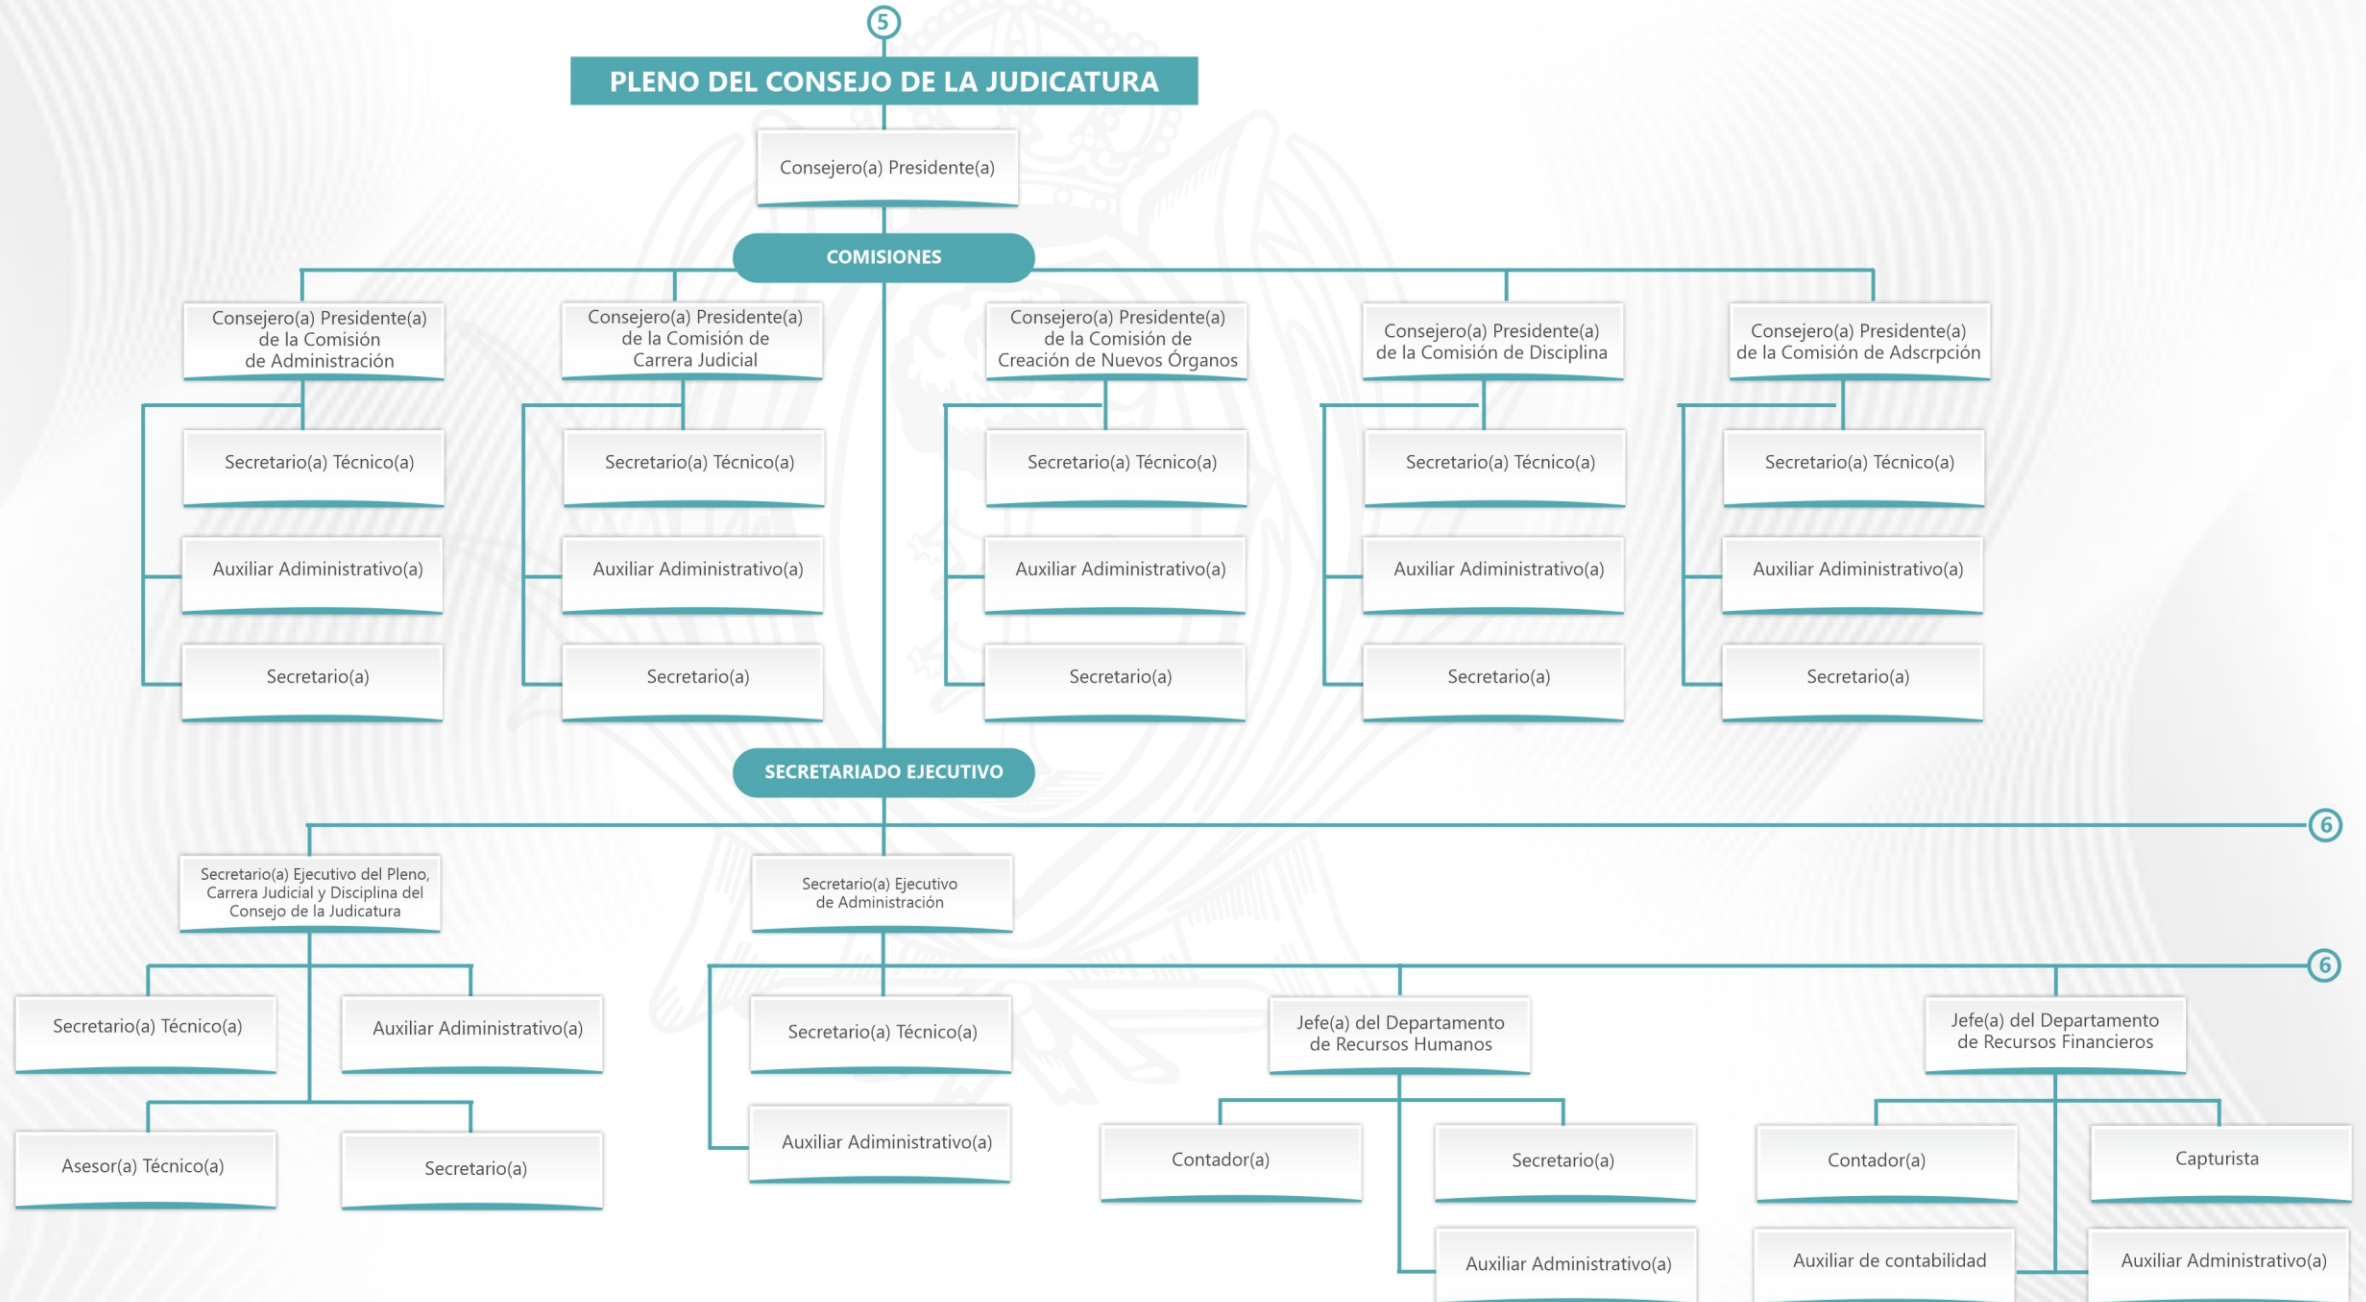 5
PLENO DEL CONSEJO DE LA JUDICATURA
Consejero(a) Presidente(a)
COMISIONES
Consejero(a) Presidente(a)
de la Comisión
de Administración
Consejero(a) Presidente(a)
de la Comisión de
Carrera Judicial
Consejero(a) Presidente(a)
de la Comisión de
Creación de Nuevos Órganos
Consejero(a) Presidente(a)
de la Comisión de Disciplina
Consejero(a) Presidente(a)
de la Comisión de Adscrpción
Secretario(a) Técnico(a)
Secretario(a) Técnico(a)
Secretario(a) Técnico(a)
Secretario(a) Técnico(a)
Secretario(a) Técnico(a)
Auxiliar Adiministrativo(a)
Auxiliar Adiministrativo(a)
Auxiliar Adiministrativo(a)
Auxiliar Adiministrativo(a)
Auxiliar Adiministrativo(a)
Secretario(a)
Secretario(a)
Secretario(a)
Secretario(a)
Secretario(a)
SECRETARIADO EJECUTIVO
6
Secretario(a) Ejecutivo del Pleno,
Carrera Judicial y Disciplina del
Consejo de la Judicatura
Secretario(a) Ejecutivo
de Administración
6
Secretario(a) Técnico(a)
Auxiliar Adiministrativo(a)
Secretario(a) Técnico(a)
Jefe(a) del Departamento
de Recursos Humanos
Jefe(a) del Departamento
de Recursos Financieros
Asesor(a) Técnico(a)
Secretario(a)
Auxiliar Adiministrativo(a)
Contador(a)
Secretario(a)
Contador(a)
Capturista
Auxiliar Administrativo(a)
Auxiliar de contabilidad
Auxiliar Administrativo(a)